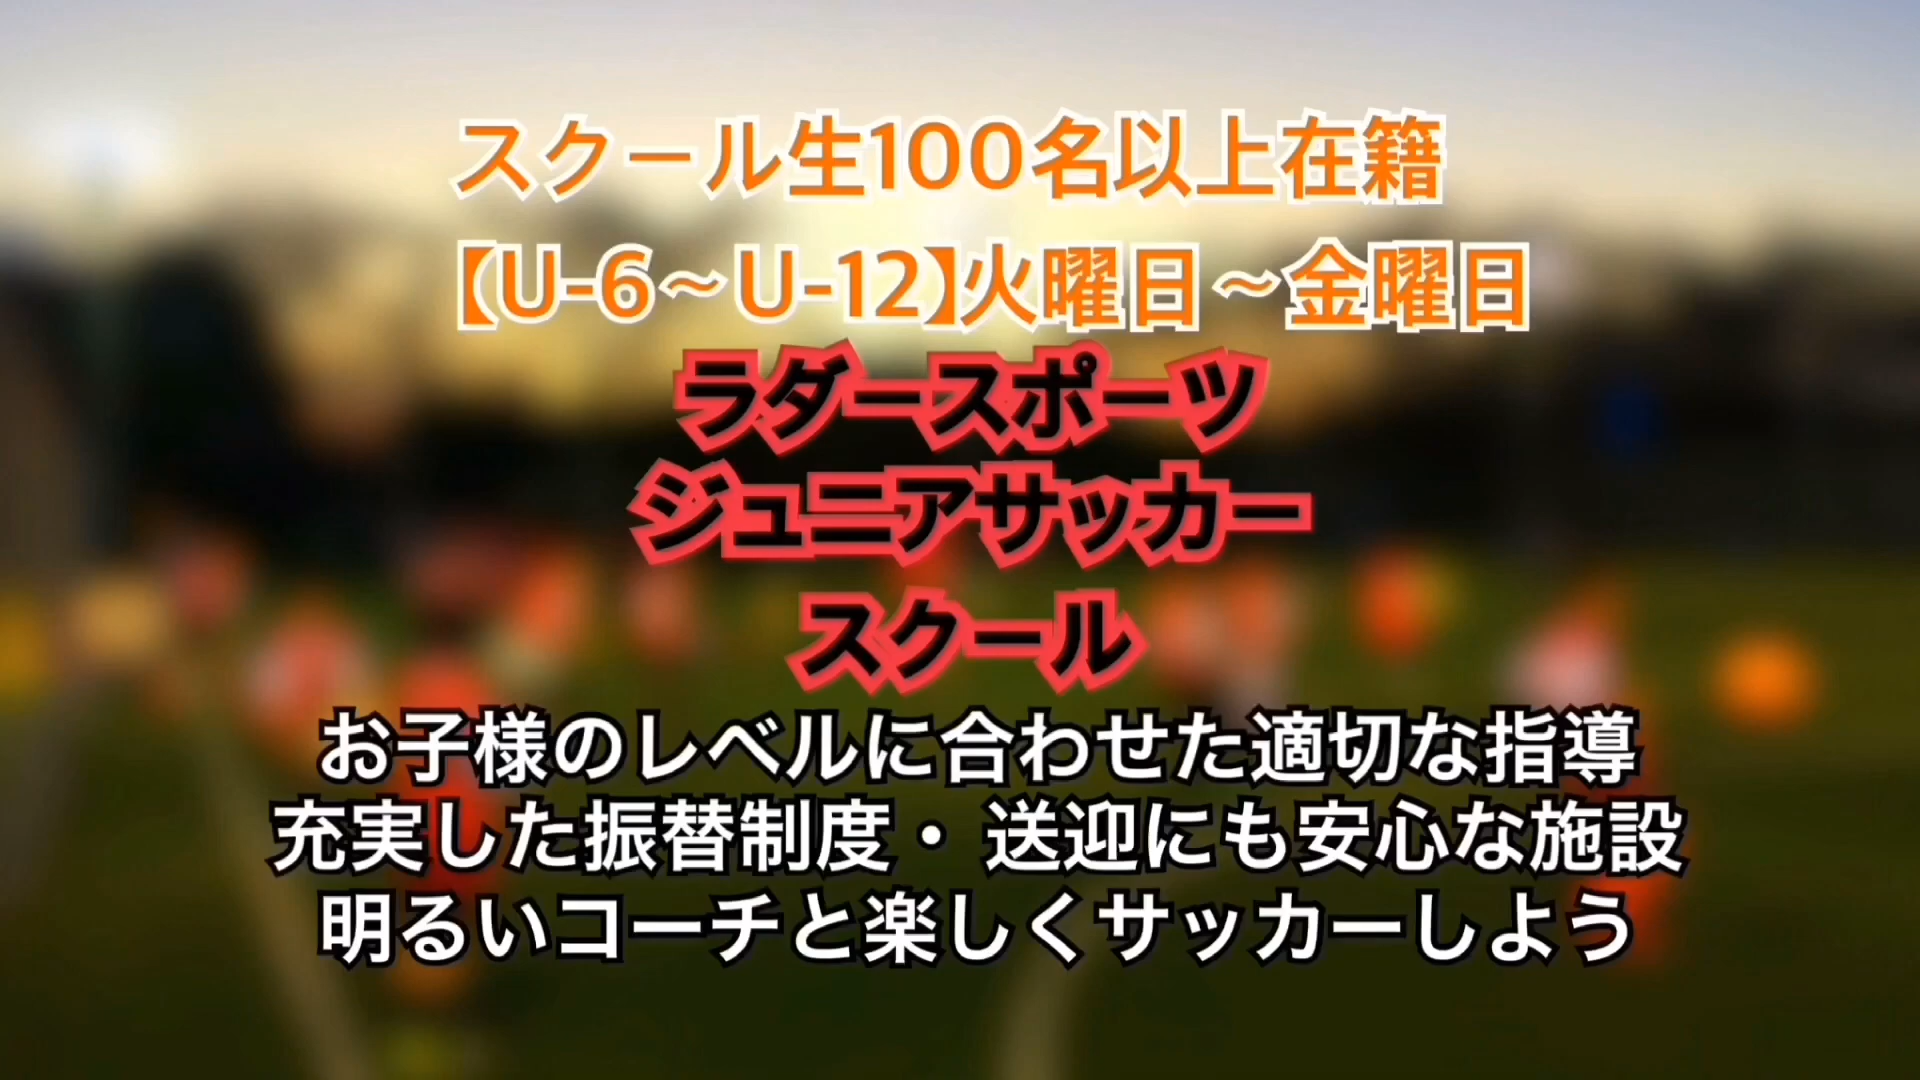 スクール生100名以上在籍
【U-6～U-12】火曜日～金曜日
ラダースポーツ
ジュニアサッカー
スクール
お子様のレベルに合わせた適切な指導
充実した振替制度・ 送迎にも安心な施設
明るいコーチと楽しくサッカーしよう